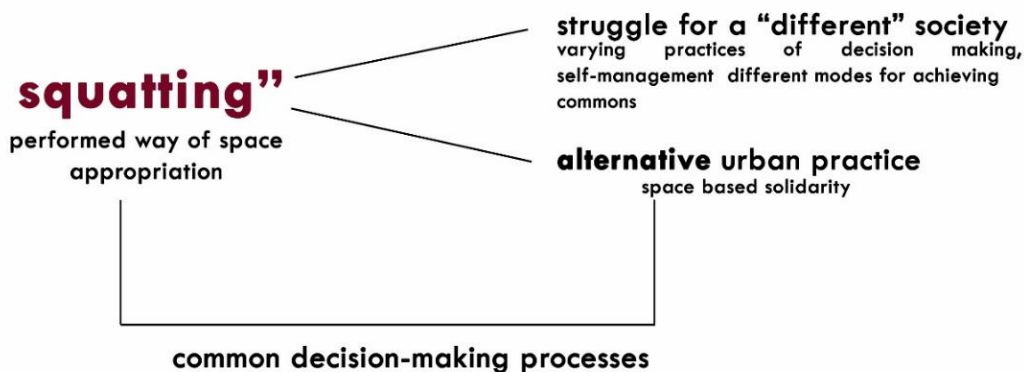 squatting”
performed way of space
appropriation
struggle for a “different” society
varying practices of decision making,
self-management different modes for achieving
commons
alternative urban practice
space based solidarity
common decision-making processes